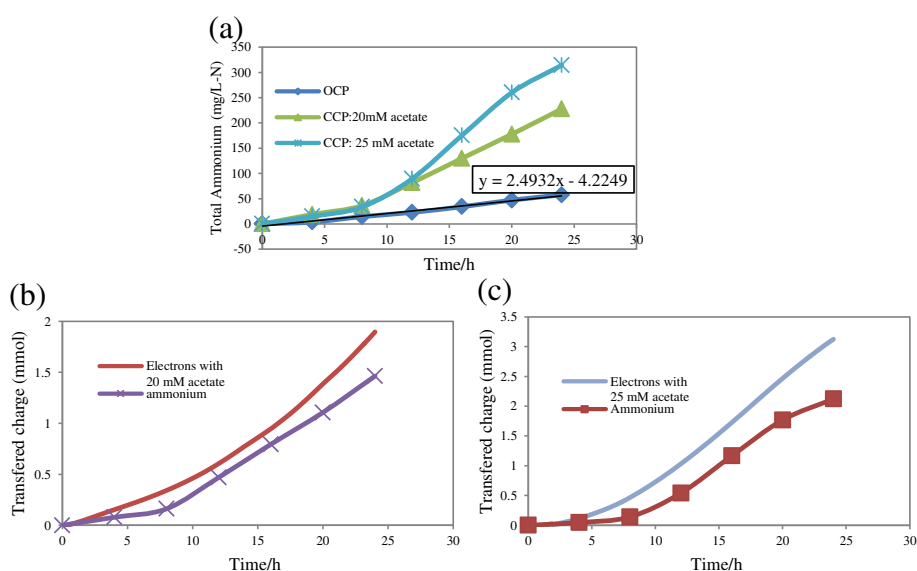 (a)
Total Ammonium (mg/L-N)
350
300
250
200
150
100
50
0
-50
OCP
CCP:20mM acetate
CCP: 25 mM acetate
y = 2.4932x - 4.2249
0 5 10 15 20 25 30
Time/h
(b)
Transfered charge (mmol)
2
1.5
1
0.5
0
Electrons with
20 mM acetate
ammonium
0 5 10 15 20 25 30
Time/h
(c)
Transfered charge (mmol)
3.5
3
2.5
2
1.5
1
0.5
0
Electrons with
25 mM acetate
Ammonium
0 5 10 15 20 25 30
Time/h